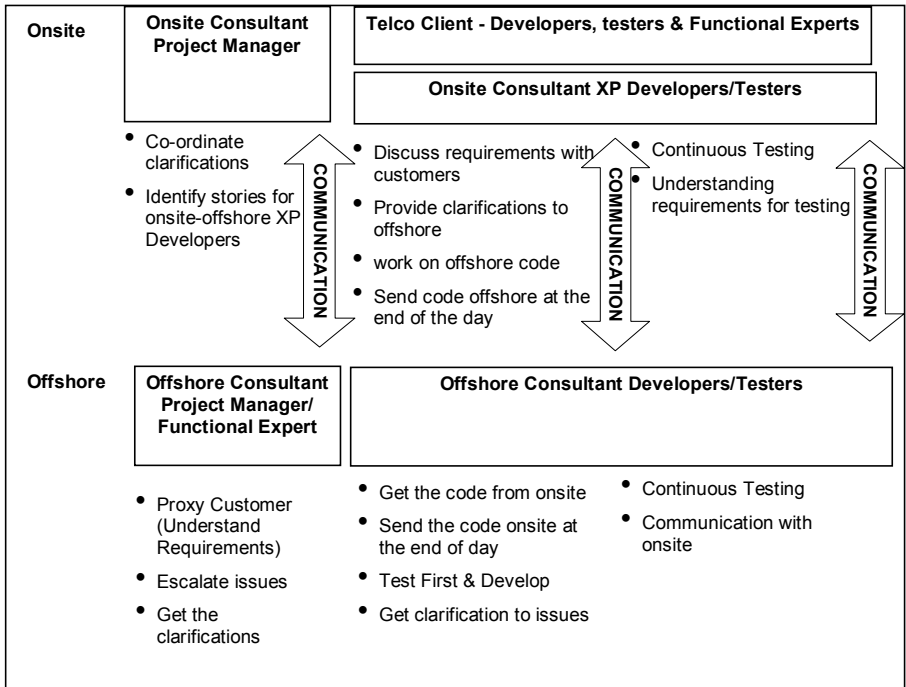 Onsite
Onsite Consultant
Project Manager
Telco Client - Developers, testers & Functional Experts
Onsite Consultant XP Developers/Testers
• Co-ordinate
clarifications
• Identify stories for
onsite-offshore XP
Developers
COMMUNICATION
• Discuss requirements with
customers
• Provide clarifications to
offshore
• work on offshore code
• Send code offshore at the
end of the day
COMMUNICATION
• Continuous Testing
• Understanding
requirements for testing
COMMUNICATION
Offshore
Offshore Consultant
Project Manager/
Functional Expert
Offshore Consultant Developers/Testers
• Proxy Customer
(Understand
Requirements)
• Escalate issues
• Get the
clarifications
• Get the code from onsite
• Send the code onsite at
the end of day
• Test First & Develop
• Get clarification to issues
• Continuous Testing
• Communication with
onsite